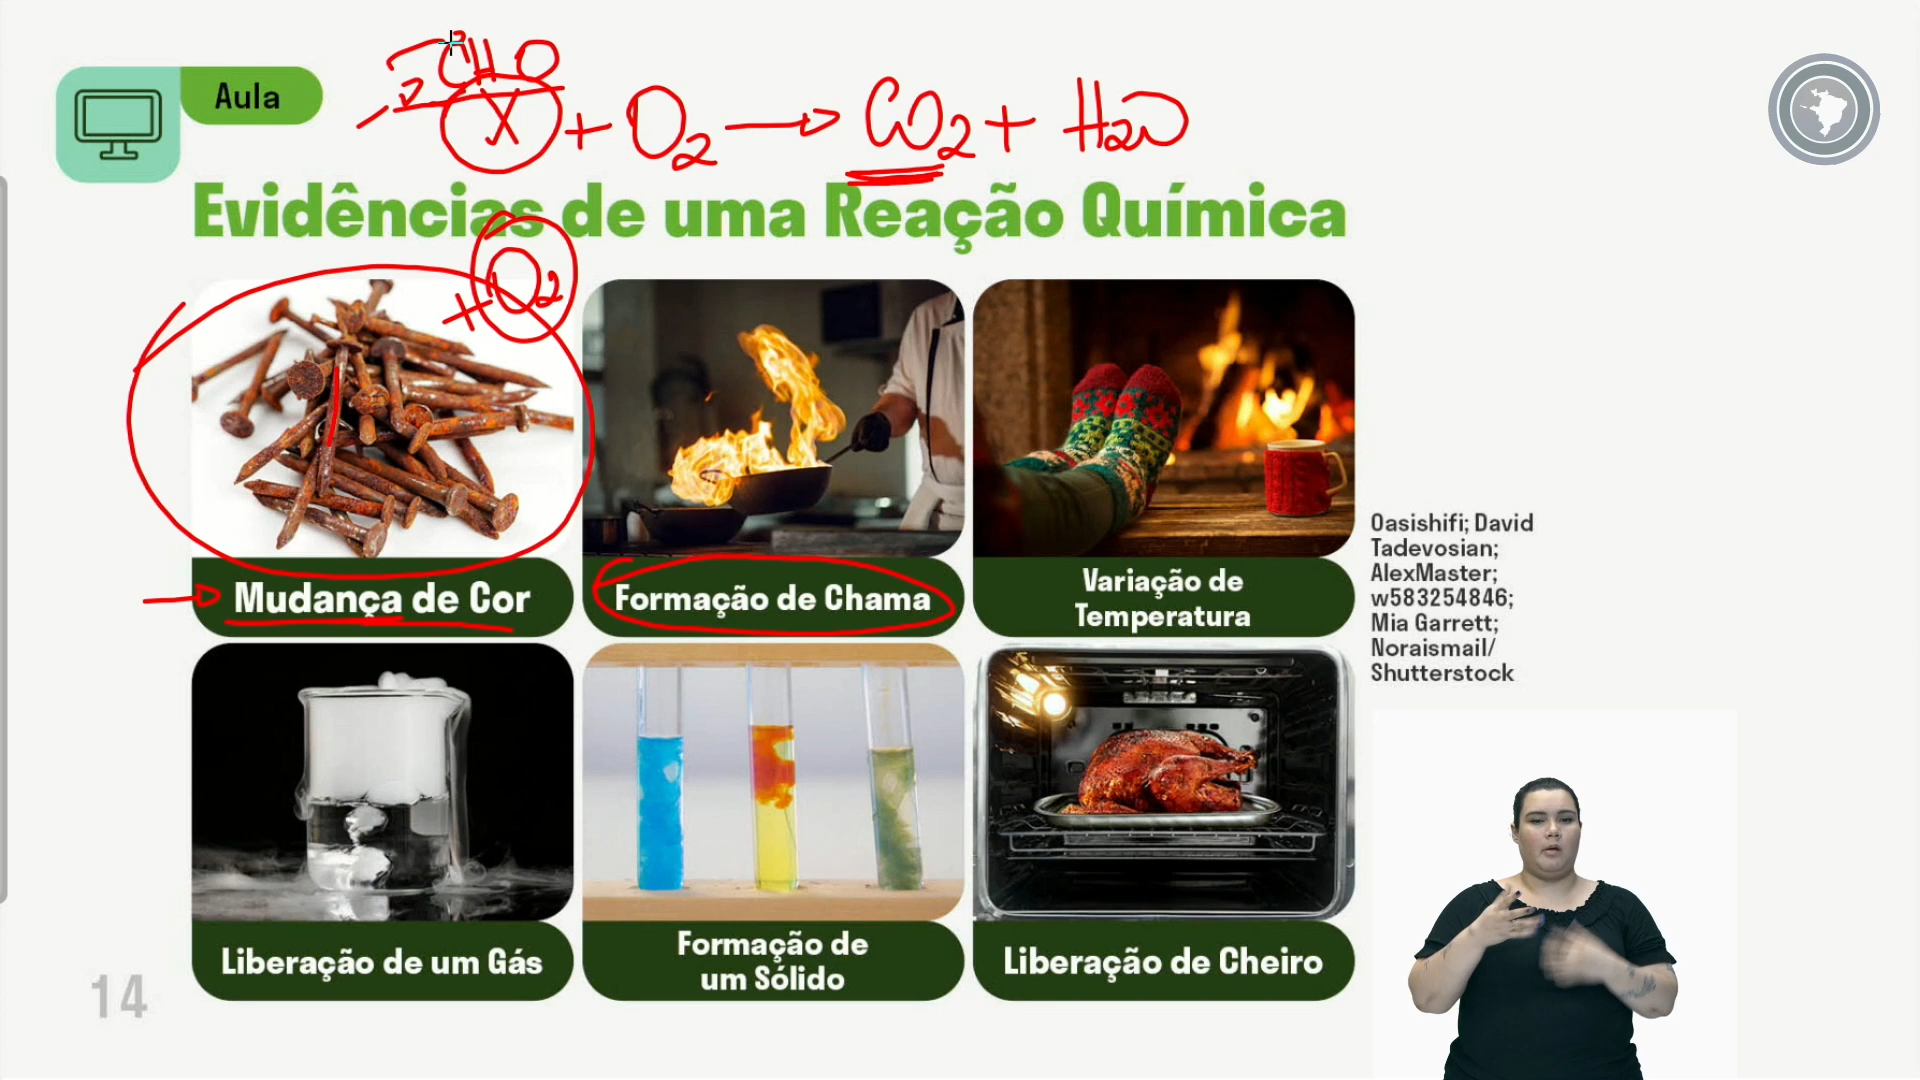 CHO
X + O2 → CO2 + H2O
Aula
Evidências de uma Reação Química
+ O2
Mudança de Cor
Formação de Chama
Variação de
Temperatura
Oasishifi; David
Tadevosian;
AlexMaster;
w583254846;
Mia Garrett;
Noraismail/
Shutterstock
Liberação de um Gás
Formação de
um Sólido
Liberação de Cheiro
14